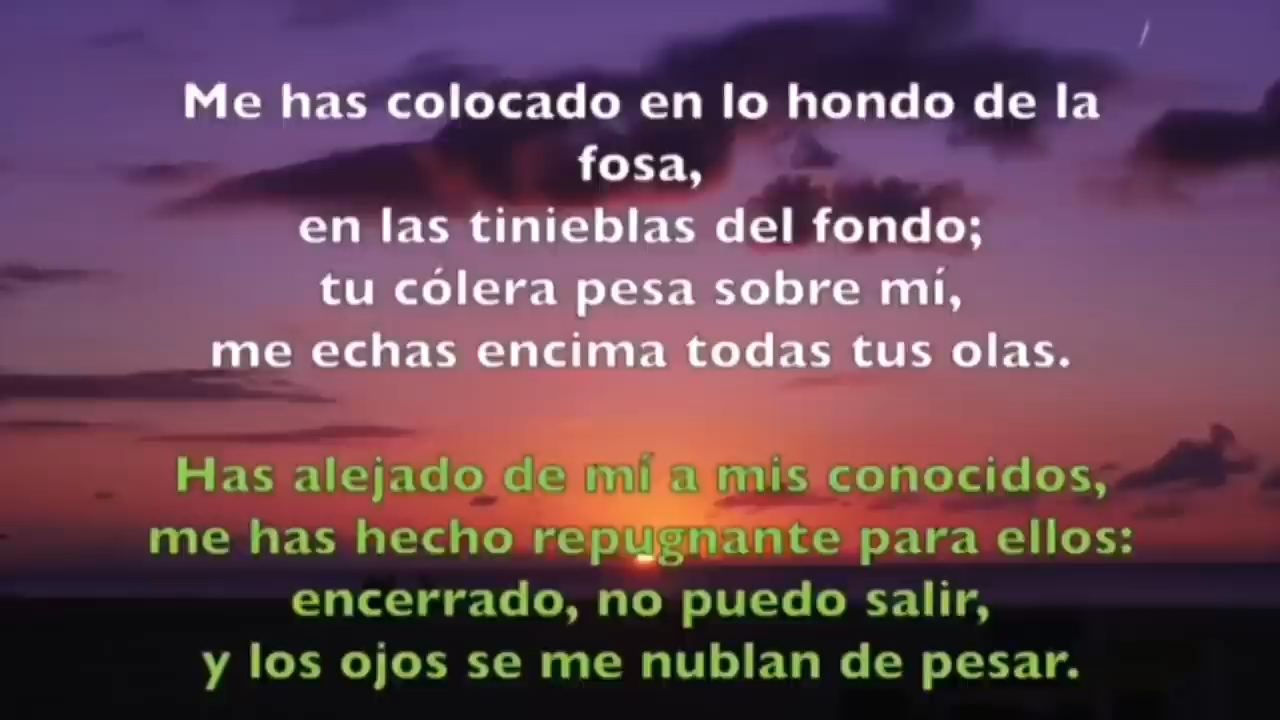 Me has colocado en lo hondo de la
fosa,
en las tinieblas del fondo;
tu cólera pesa sobre mí,
me echas encima todas tus olas.
Has alejado de mí a mis conocidos,
me has hecho repugnante para ellos:
encerrado, no puedo salir,
y los ojos se me nublan de pesar.